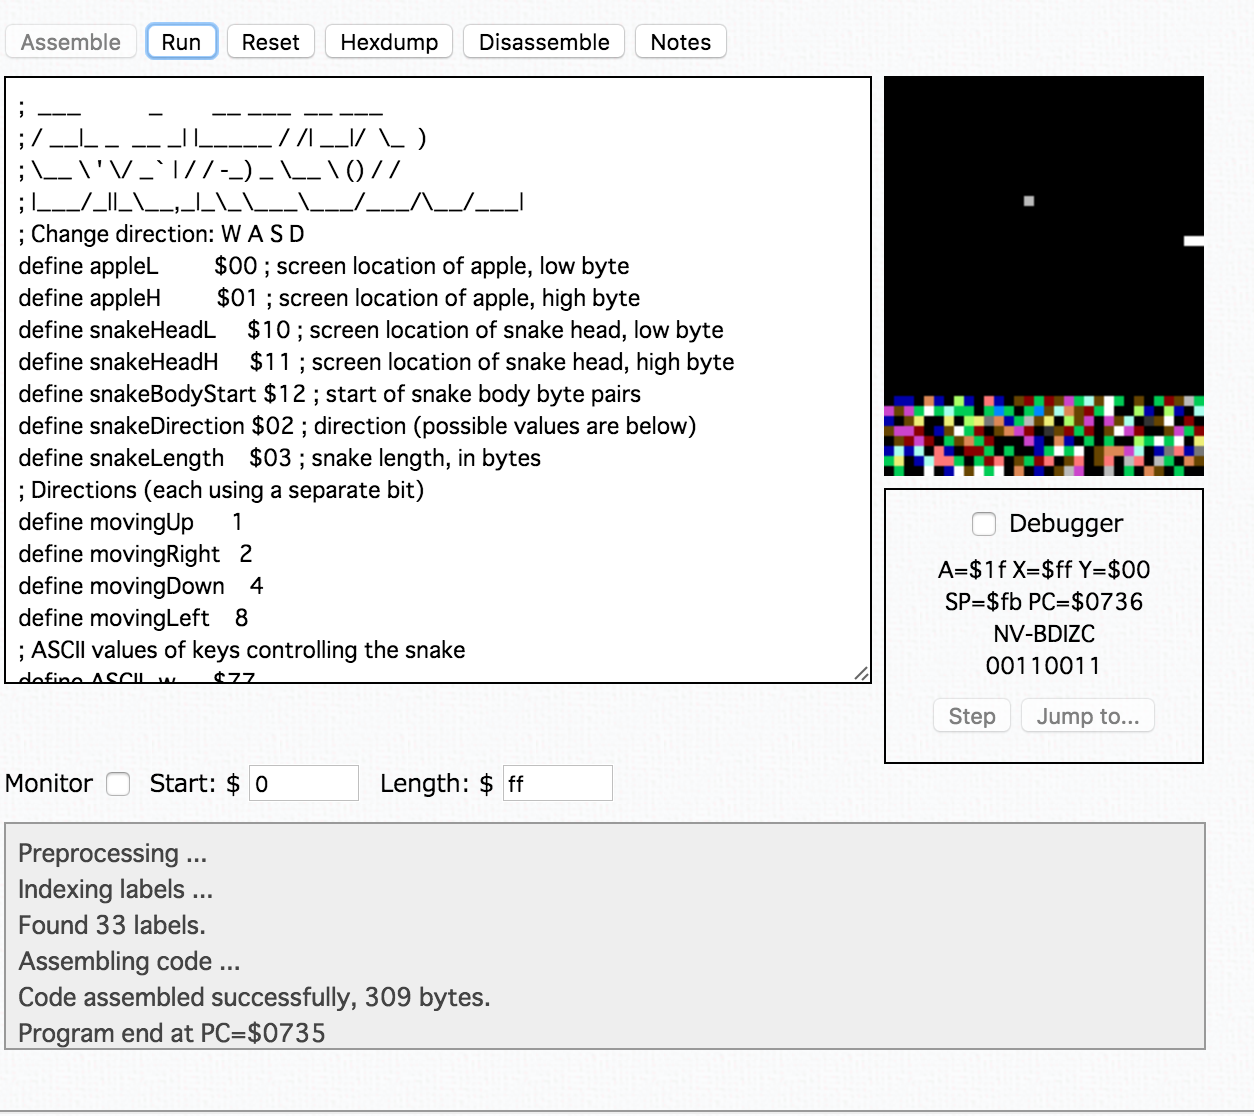 Assemble Run Reset Hexdump Disassemble Notes
;  ___           _        __ ___  __ ___
; / __|_ _  __ _| |_____ / /| __|/  \_  )
; \__ \ ' \/ _` | / / -_) _ \__ \ () / /
; |___/_||_\__,_|_\_\___\___/___/\__/___|
; Change direction: W A S D
define appleL         $00 ; screen location of apple, low byte
define appleH         $01 ; screen location of apple, high byte
define snakeHeadL     $10 ; screen location of snake head, low byte
define snakeHeadH     $11 ; screen location of snake head, high byte
define snakeBodyStart $12 ; start of snake body byte pairs
define snakeDirection $02 ; direction (possible values are below)
define snakeLength    $03 ; snake length, in bytes
; Directions (each using a separate bit)
define movingUp      1
define movingRight   2
define movingDown    4
define movingLeft    8
; ASCII values of keys controlling the snake
define ASCII_w      $77
Debugger
A=$1f X=$ff Y=$00
SP=$fb PC=$0736
NV-BDIZC
00110011
Step Jump to...
Monitor Start: $ 0 Length: $ ff
Preprocessing ...
Indexing labels ...
Found 33 labels.
Assembling code ...
Code assembled successfully, 309 bytes.
Program end at PC=$0735